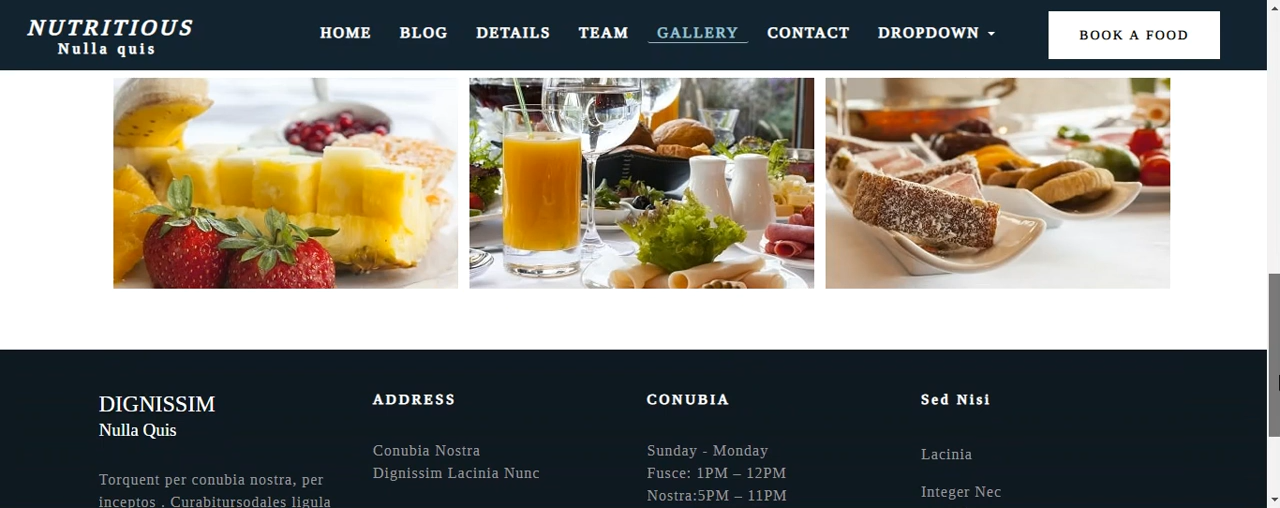 NUTRITIOUS
Nulla quis
HOME BLOG DETAILS TEAM GALLERY CONTACT DROPDOWN
BOOK A FOOD
DIGNISSIM
Nulla Quis
Torquent per conubia nostra, per
inceptos . Curabitursodales ligula
ADDRESS
Conubia Nostra
Dignissim Lacinia Nunc
CONUBIA
Sunday - Monday
Fusce: 1PM – 12PM
Nostra:5PM – 11PM
Sed Nisi
Lacinia
Integer Nec